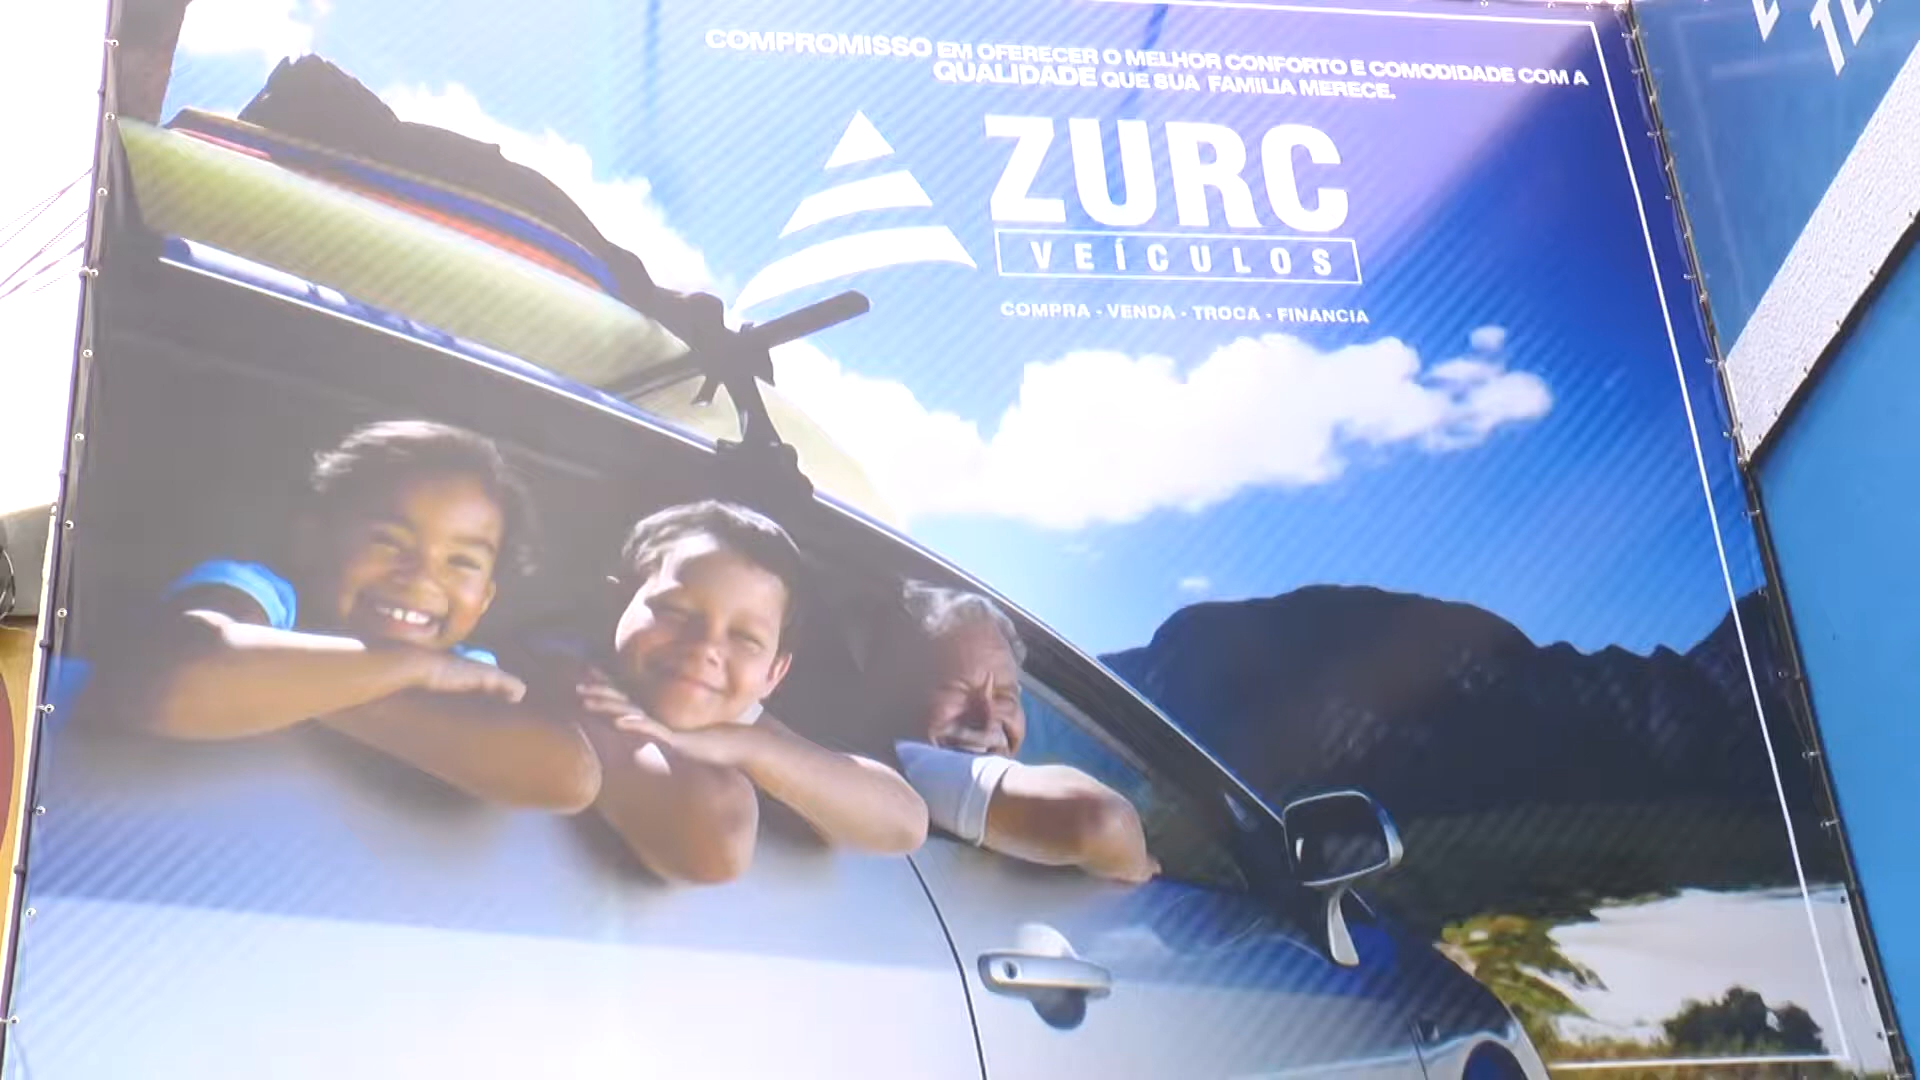 COMPROMISSO EM OFERECER O MELHOR CONFORTO E COMODIDADE COM A
QUALIDADE QUE SUA FAMILIA MERECE.
ZURC
VEÍCULOS
COMPRA - VENDA - TROCA - FINANCIA